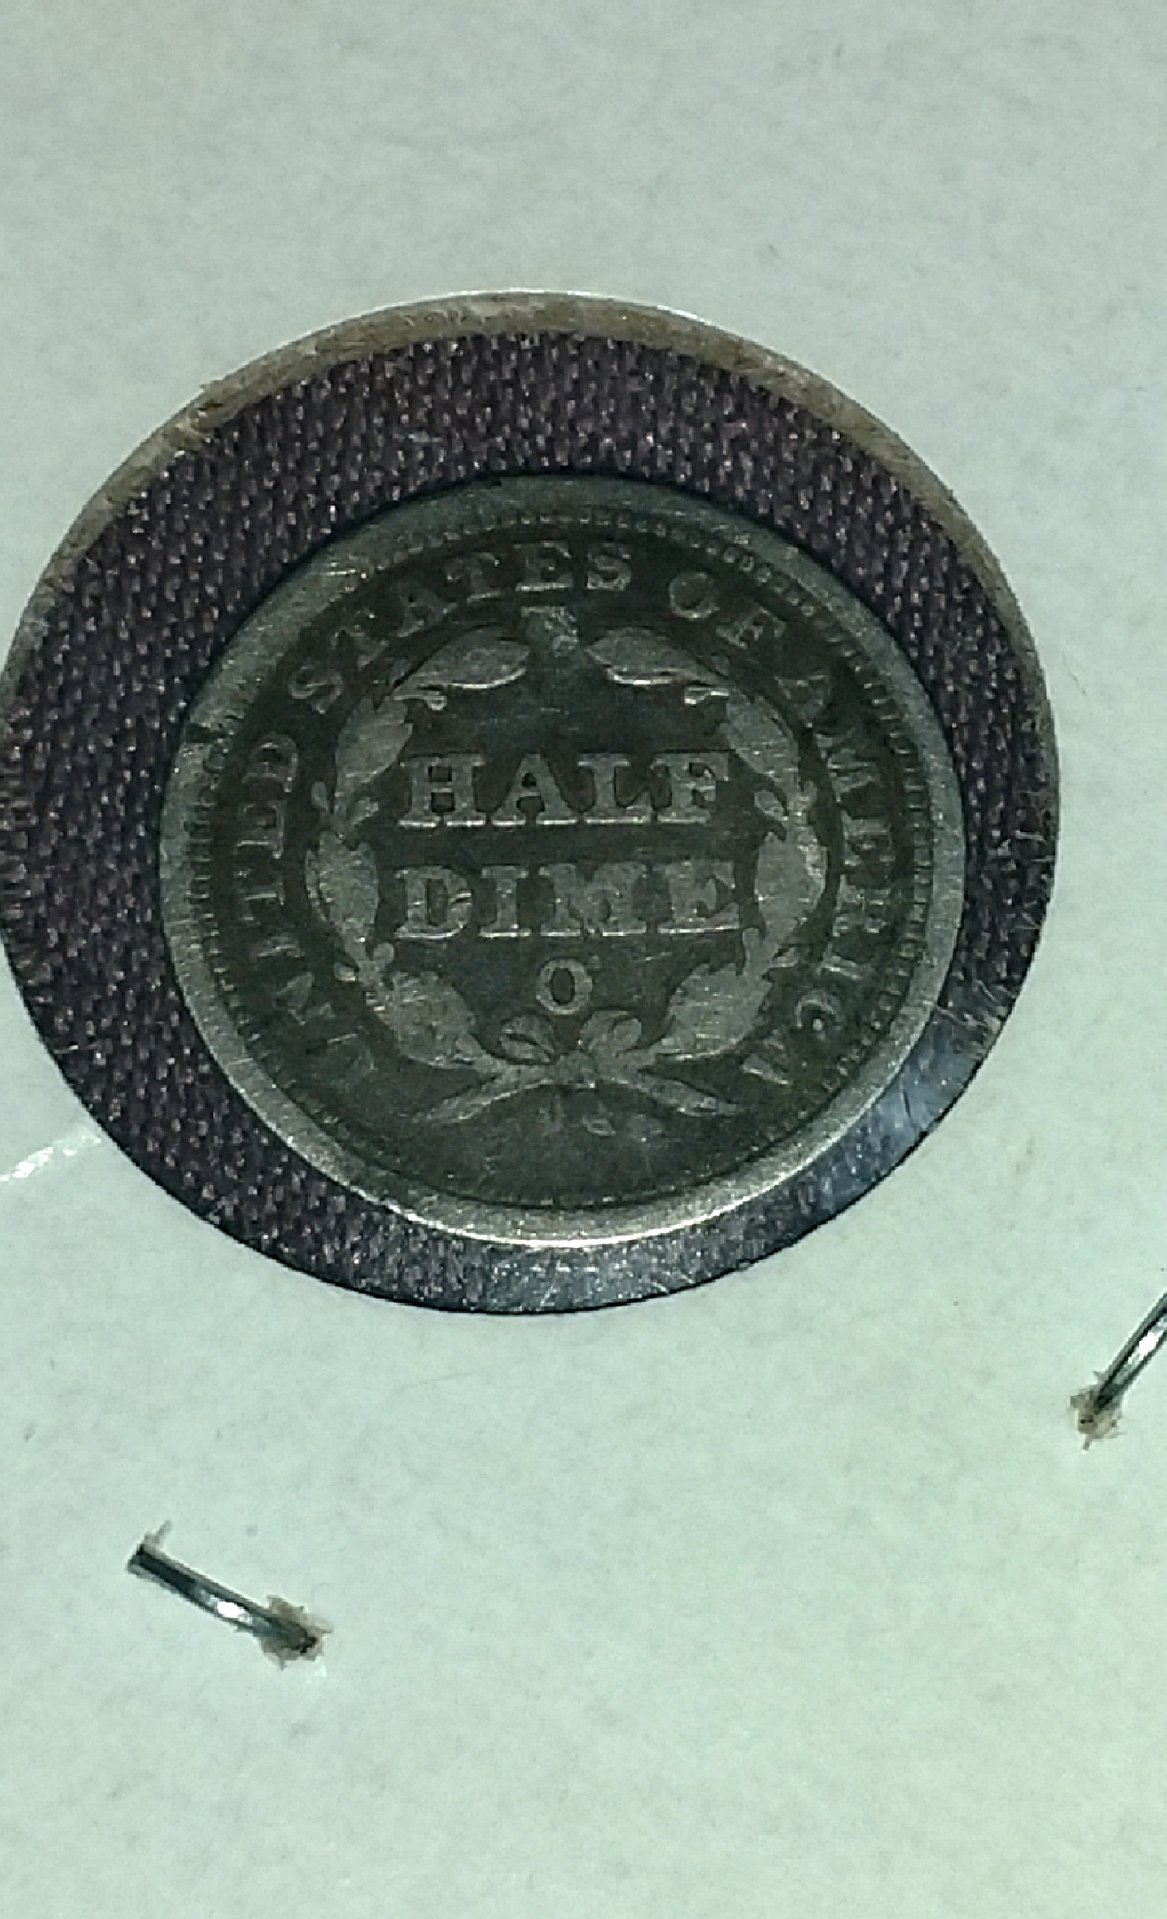 UNITED STATES OF AMERICA
HALF
DIME
O